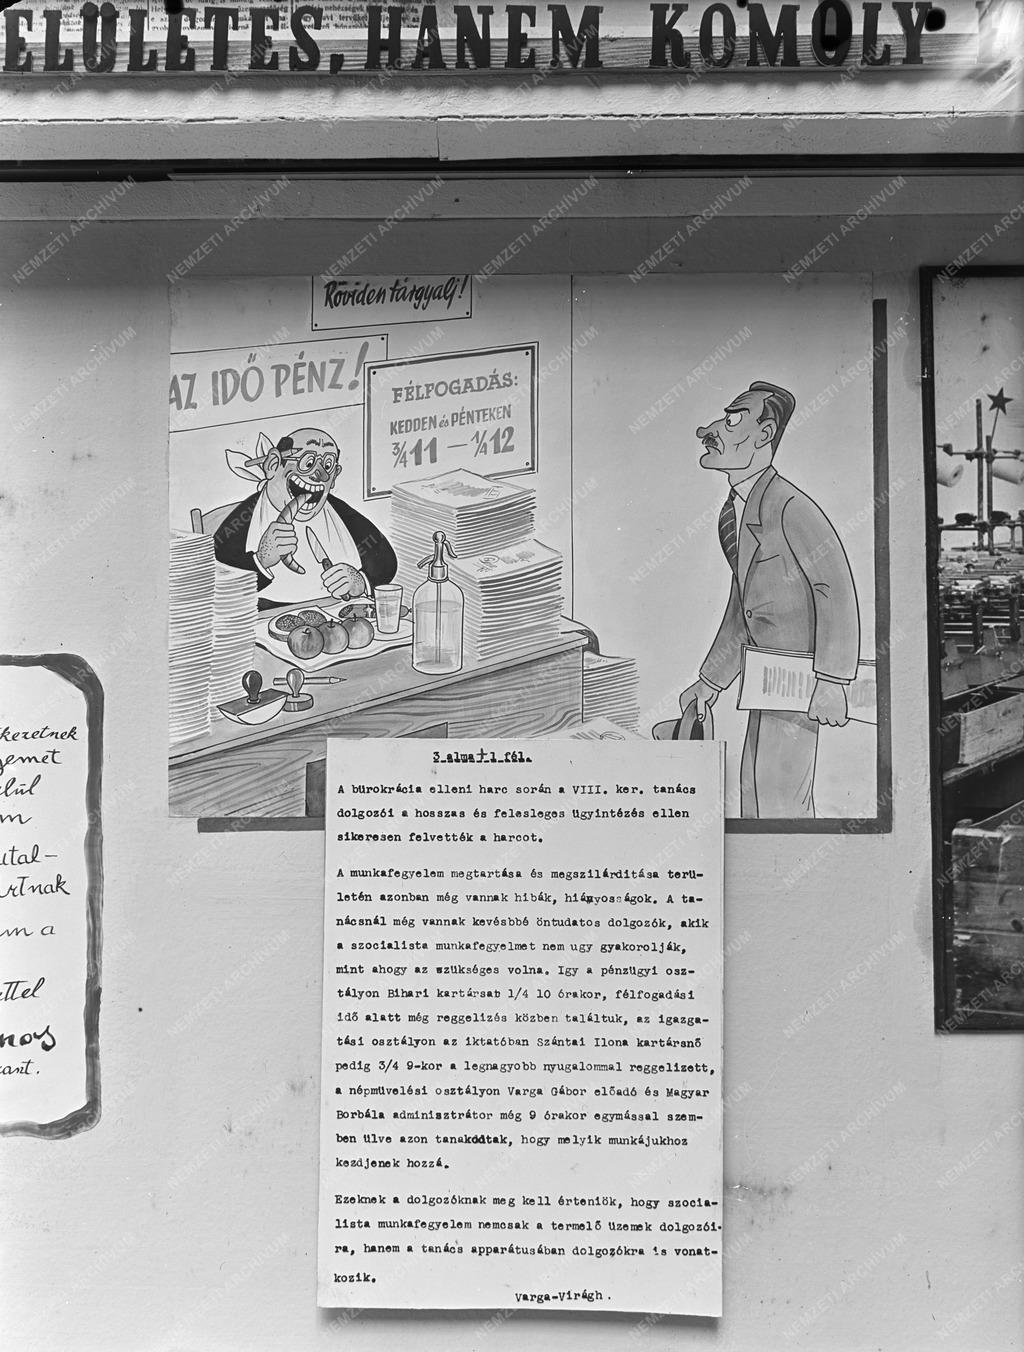 ELÜLETES, HANEM KOMOLY
Röviden tárgyalj!
AZ IDŐ PÉNZ!
FÉLFOGADÁS:
KEDDEN és PÉNTEKEN
3/4 11 — 1/4 12
3 alma + 1 fél.
A bürokrácia elleni harc során a VIII. ker. tanács
dolgozói a hosszas és felesleges ügyintézés ellen
sikeresen felvették a harcot.
A munkafegyelem megtartása és megszilárditása terü-
letén azonban még vannak hibák, hiányosságok. A ta-
nácsnál még vannak kevésbbé öntudatos dolgozók, akik
a szocialista munkafegyelmet nem ugy gyakorolják,
mint ahogy az szükséges volna. Igy a pénzügyi osz-
tályon Bihari kartársat 1/4 10 órakor, félfogadási
idő alatt még reggelizés közben találtuk, az igazga-
tási osztályon az iktatóban Szántai Ilona kartársnő
pedig 3/4 9-kor a legnagyobb nyugalommal reggelizett,
a népmüvelési osztályon Varga Gábor előadó és Magyar
Borbála adminisztrátor még 9 órakor egymással szem-
ben ülve azon tanakodtak, hogy melyik munkájukhoz
kezdjenek hozzá.
Ezeknek a dolgozóknak meg kell érteniök, hogy szocia-
lista munkafegyelem nemcsak a termelő üzemek dolgozói-
ra, hanem a tanács apparátusában dolgozókra is vonat-
kozik.
Varga-Virágh.
keretnek
emet
lül
m
utal-
rtnak
m a
ttel
nos
zant.
NEMZETI ARCHÍVUM